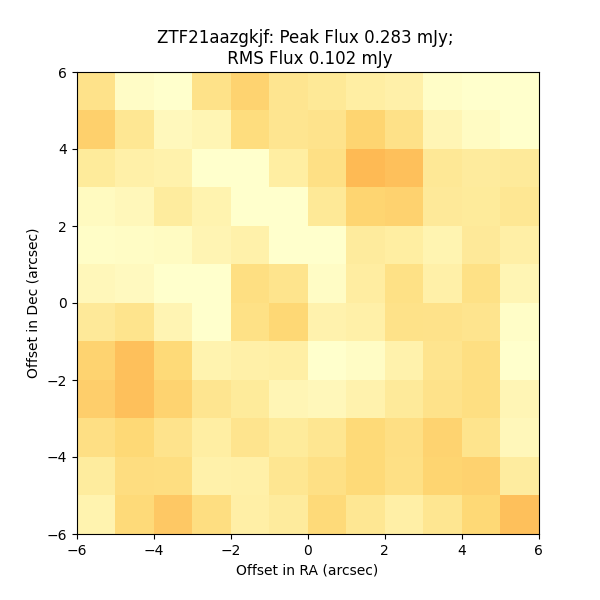 ZTF21aazgkjf: Peak Flux 0.283 mJy;
RMS Flux 0.102 mJy
6
4
2
0
−2
−4
−6
Offset in Dec (arcsec)
−6 −4 −2 0 2 4 6
Offset in RA (arcsec)